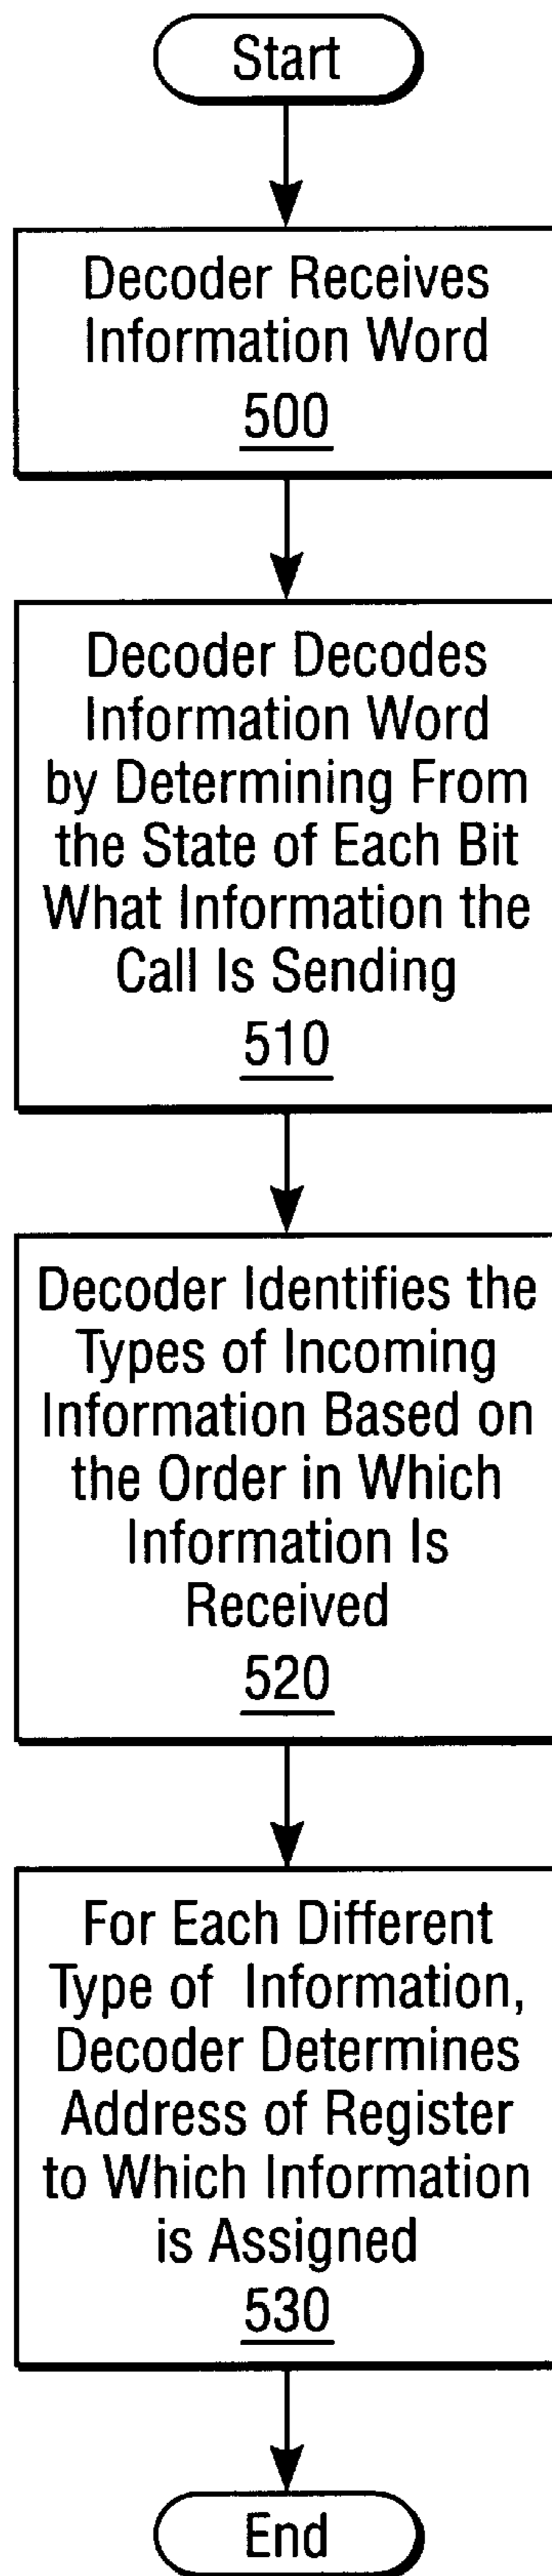 Start
Decoder Receives
Information Word
500
Decoder Decodes
Information Word
by Determining From
the State of Each Bit
What Information the
Call Is Sending
510
Decoder Identifies the
Types of Incoming
Information Based on
the Order in Which
Information Is
Received
520
For Each Different
Type of Information,
Decoder Determines
Address of Register
to Which Information
is Assigned
530
End